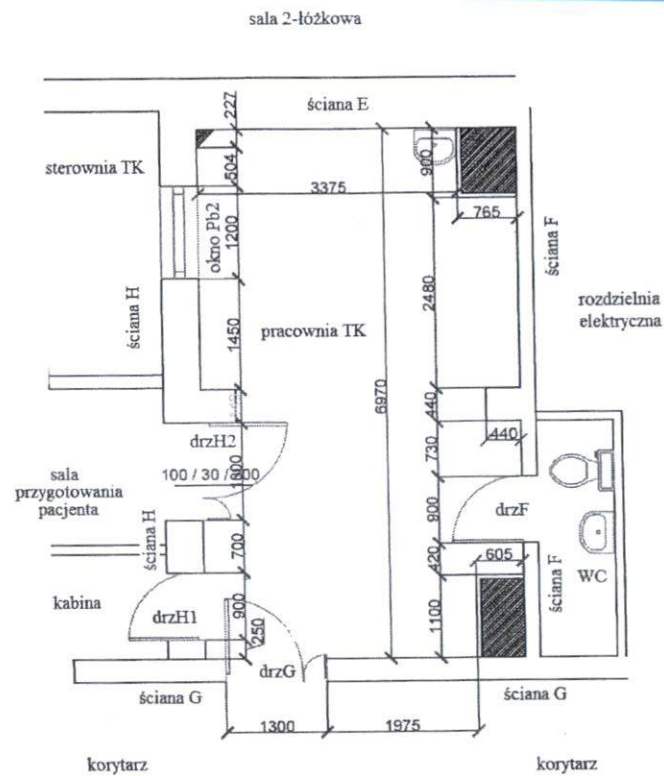 sala 2-łóżkowa
ściana E
227
sterownia TK
504
900
3375
765
okno Pb2
1200
ściana F
ściana H
2480
rozdzielnia
elektryczna
1450
pracownia TK
6970
440
440
drzH2
730
sala
przygotowania
pacjenta
100 / 30 / 200
ściana H
900
drzF
700
420
605
WC
ściana F
kabina
drzH1
900
250
1100
drzG
ściana G
ściana G
1300
1975
korytarz
korytarz